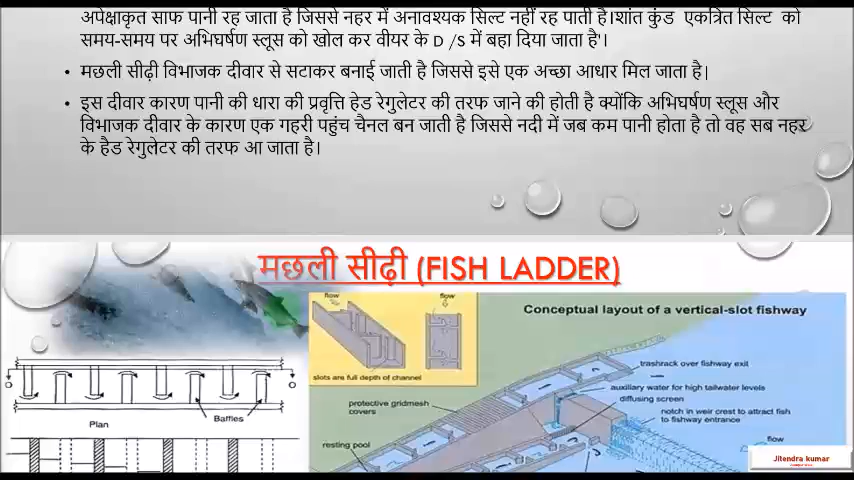 अपेक्षाकृत साफ पानी रह जाता है जिससे नहर में अनावश्यक सिल्ट नहीं रह पाती है।शांत कुंड एकत्रित सिल्ट को
समय-समय पर अभिघर्षण स्लूस को खोल कर वीयर के D /S में बहा दिया जाता है'।
• मछली सीढ़ी विभाजक दीवार से सटाकर बनाई जाती है जिससे इसे एक अच्छा आधार मिल जाता है|
• इस दीवार कारण पानी की धारा की प्रवृत्ति हेड रेगुलेटर की तरफ जाने की होती है क्योंकि अभिघर्षण स्लूस और
विभाजक दीवार के कारण एक गहरी पहुंच चैनल बन जाती है जिससे नदी में जब कम पानी होता है तो वह सब नहर
के हैड रेगुलेटर की तरफ आ जाता है।
मछली सीढ़ी (FISH LADDER)
flow
flow
slots are full depth of channel
Conceptual layout of a vertical-slot fishway
trashrack over fishway exit
auxiliary water for high tailwater levels
diffusing screen
notch in weir crest to attract fish
to fishway entrance
protective gridmesh
covers
resting pool
flow
Plan
Baffles
Jitendra kumar